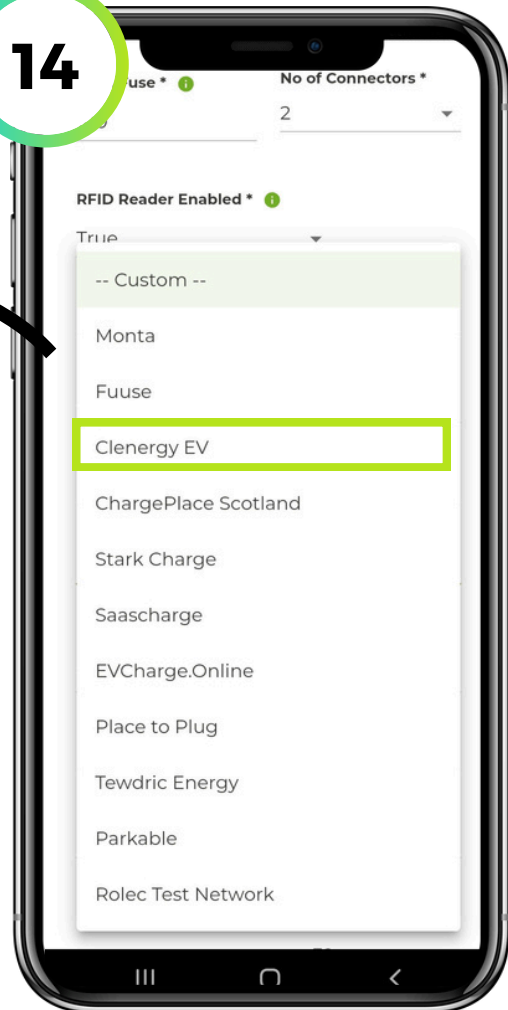 14
use *
No of Connectors *
2
RFID Reader Enabled *
True
-- Custom --
Monta
Fuuse
Clenergy EV
ChargePlace Scotland
Stark Charge
Saascharge
EVCharge.Online
Place to Plug
Tewdric Energy
Parkable
Rolec Test Network